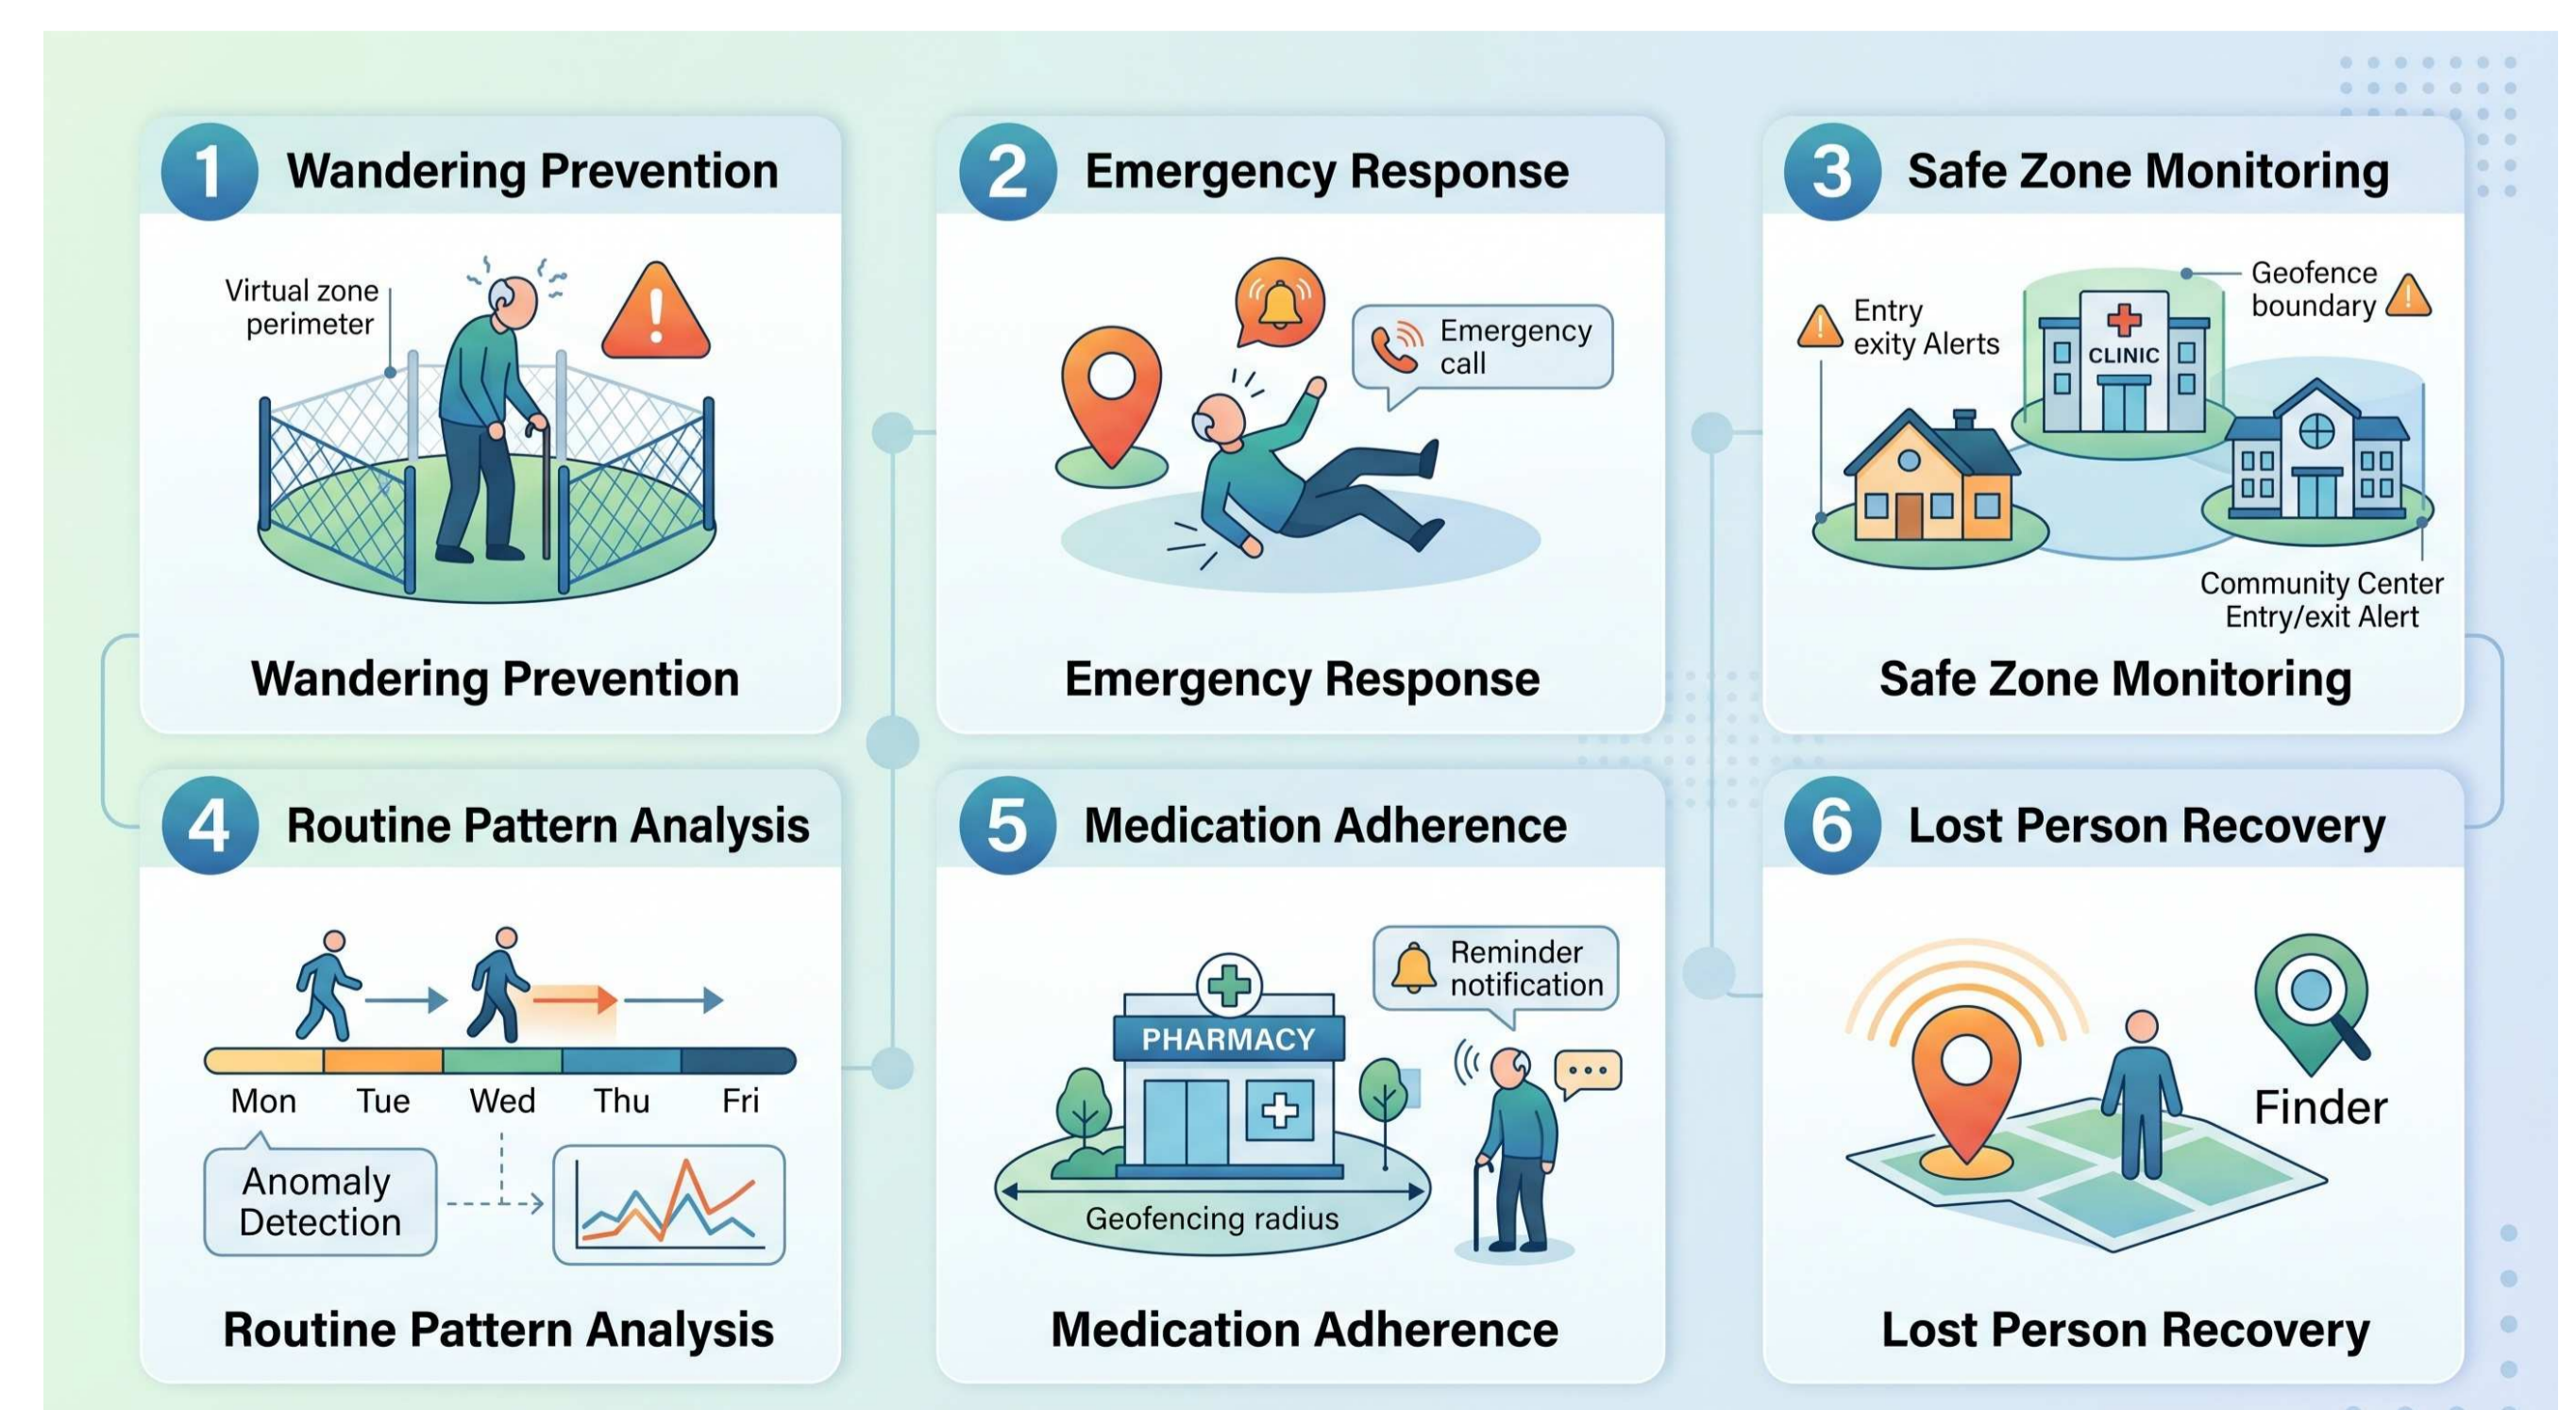 1 Wandering Prevention
Virtual zone
perimeter
Wandering Prevention
2 Emergency Response
Emergency
call
Emergency Response
3 Safe Zone Monitoring
Entry
exity Alerts
Geofence
boundary
CLINIC
Community Center
Entry/exit Alert
Safe Zone Monitoring
4 Routine Pattern Analysis
Mon Tue Wed Thu Fri
Anomaly
Detection
Routine Pattern Analysis
5 Medication Adherence
Reminder
notification
PHARMACY
Geofencing radius
Medication Adherence
6 Lost Person Recovery
Finder
Lost Person Recovery